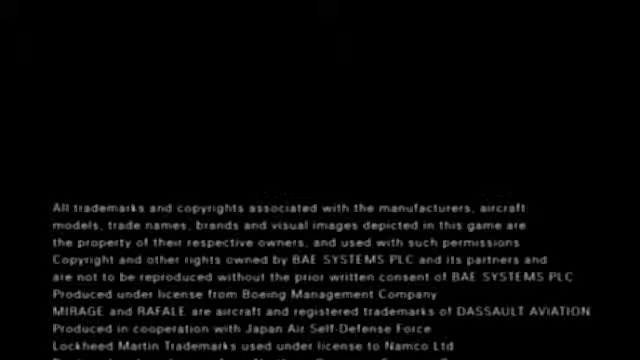 All trademarks and copyrights associated with the manufacturers, aircraft
models, trade names, brands and visual images depicted in this game are
the property of their respective owners, and used with such permissions
Copyright and other rights owned by BAE SYSTEMS PLC and its partners and
are not to be reproduced without the prior written consent of BAE SYSTEMS PLC
Produced under license from Boeing Management Company
MIRAGE and RAFALE are aircraft and registered trademarks of DASSAULT AVIATION
Produced in cooperation with Japan Air Self-Defense Force
Lockheed Martin Trademarks used under license to Namco Ltd